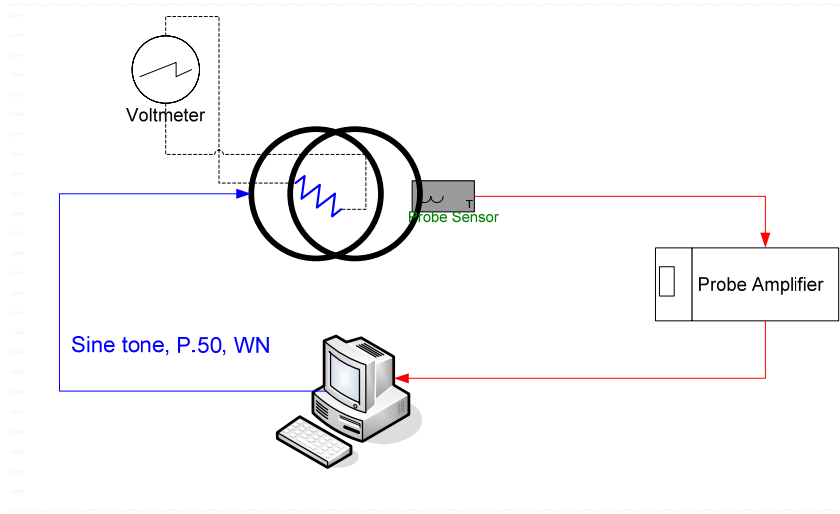 Voltmeter
T
Probe Sensor
Probe Amplifier
Sine tone, P.50, WN